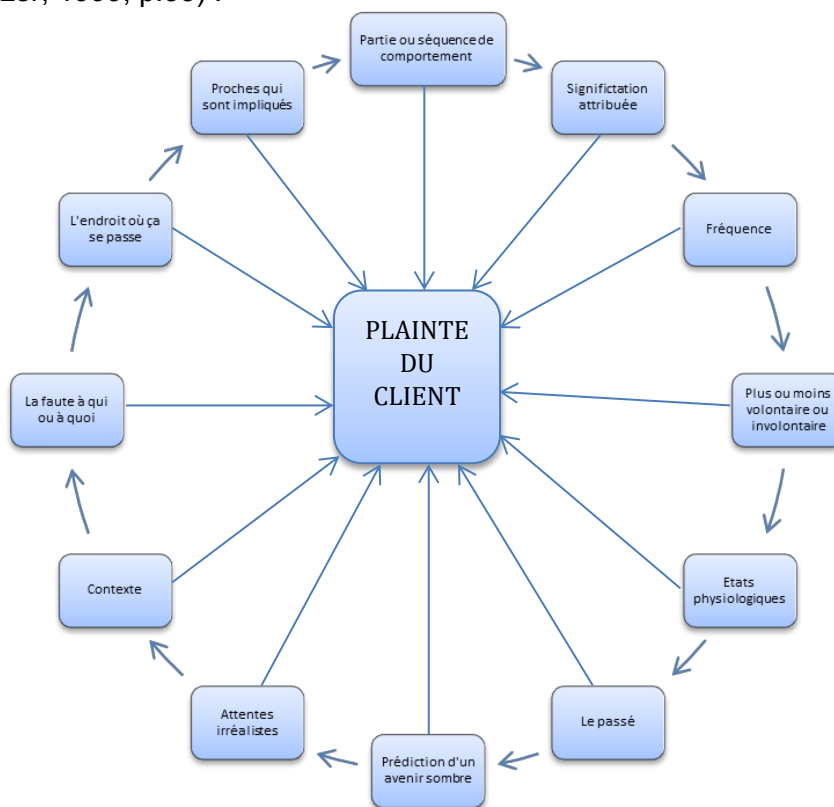 Partie ou séquence de
comportement
Significtation
attribuée
Fréquence
Plus ou moins
volontaire ou
involontaire
Etats
physiologiques
Le passé
Prédiction d'un
avenir sombre
Attentes
irréalistes
Contexte
La faute à qui
ou à quoi
L'endroit où ça
se passe
Proches qui
sont impliqués
PLAINTE
DU
CLIENT